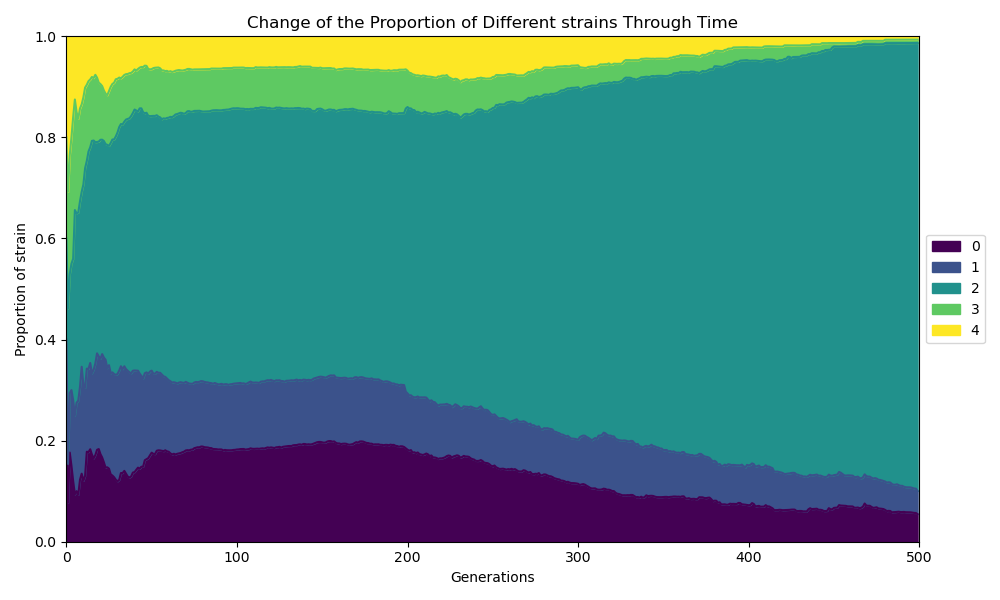 Change of the Proportion of Different strains Through Time
1.0
0.8
0.6
0.4
0.2
0.0
Proportion of strain
0 100 200 300 400 500
Generations
0
1
2
3
4